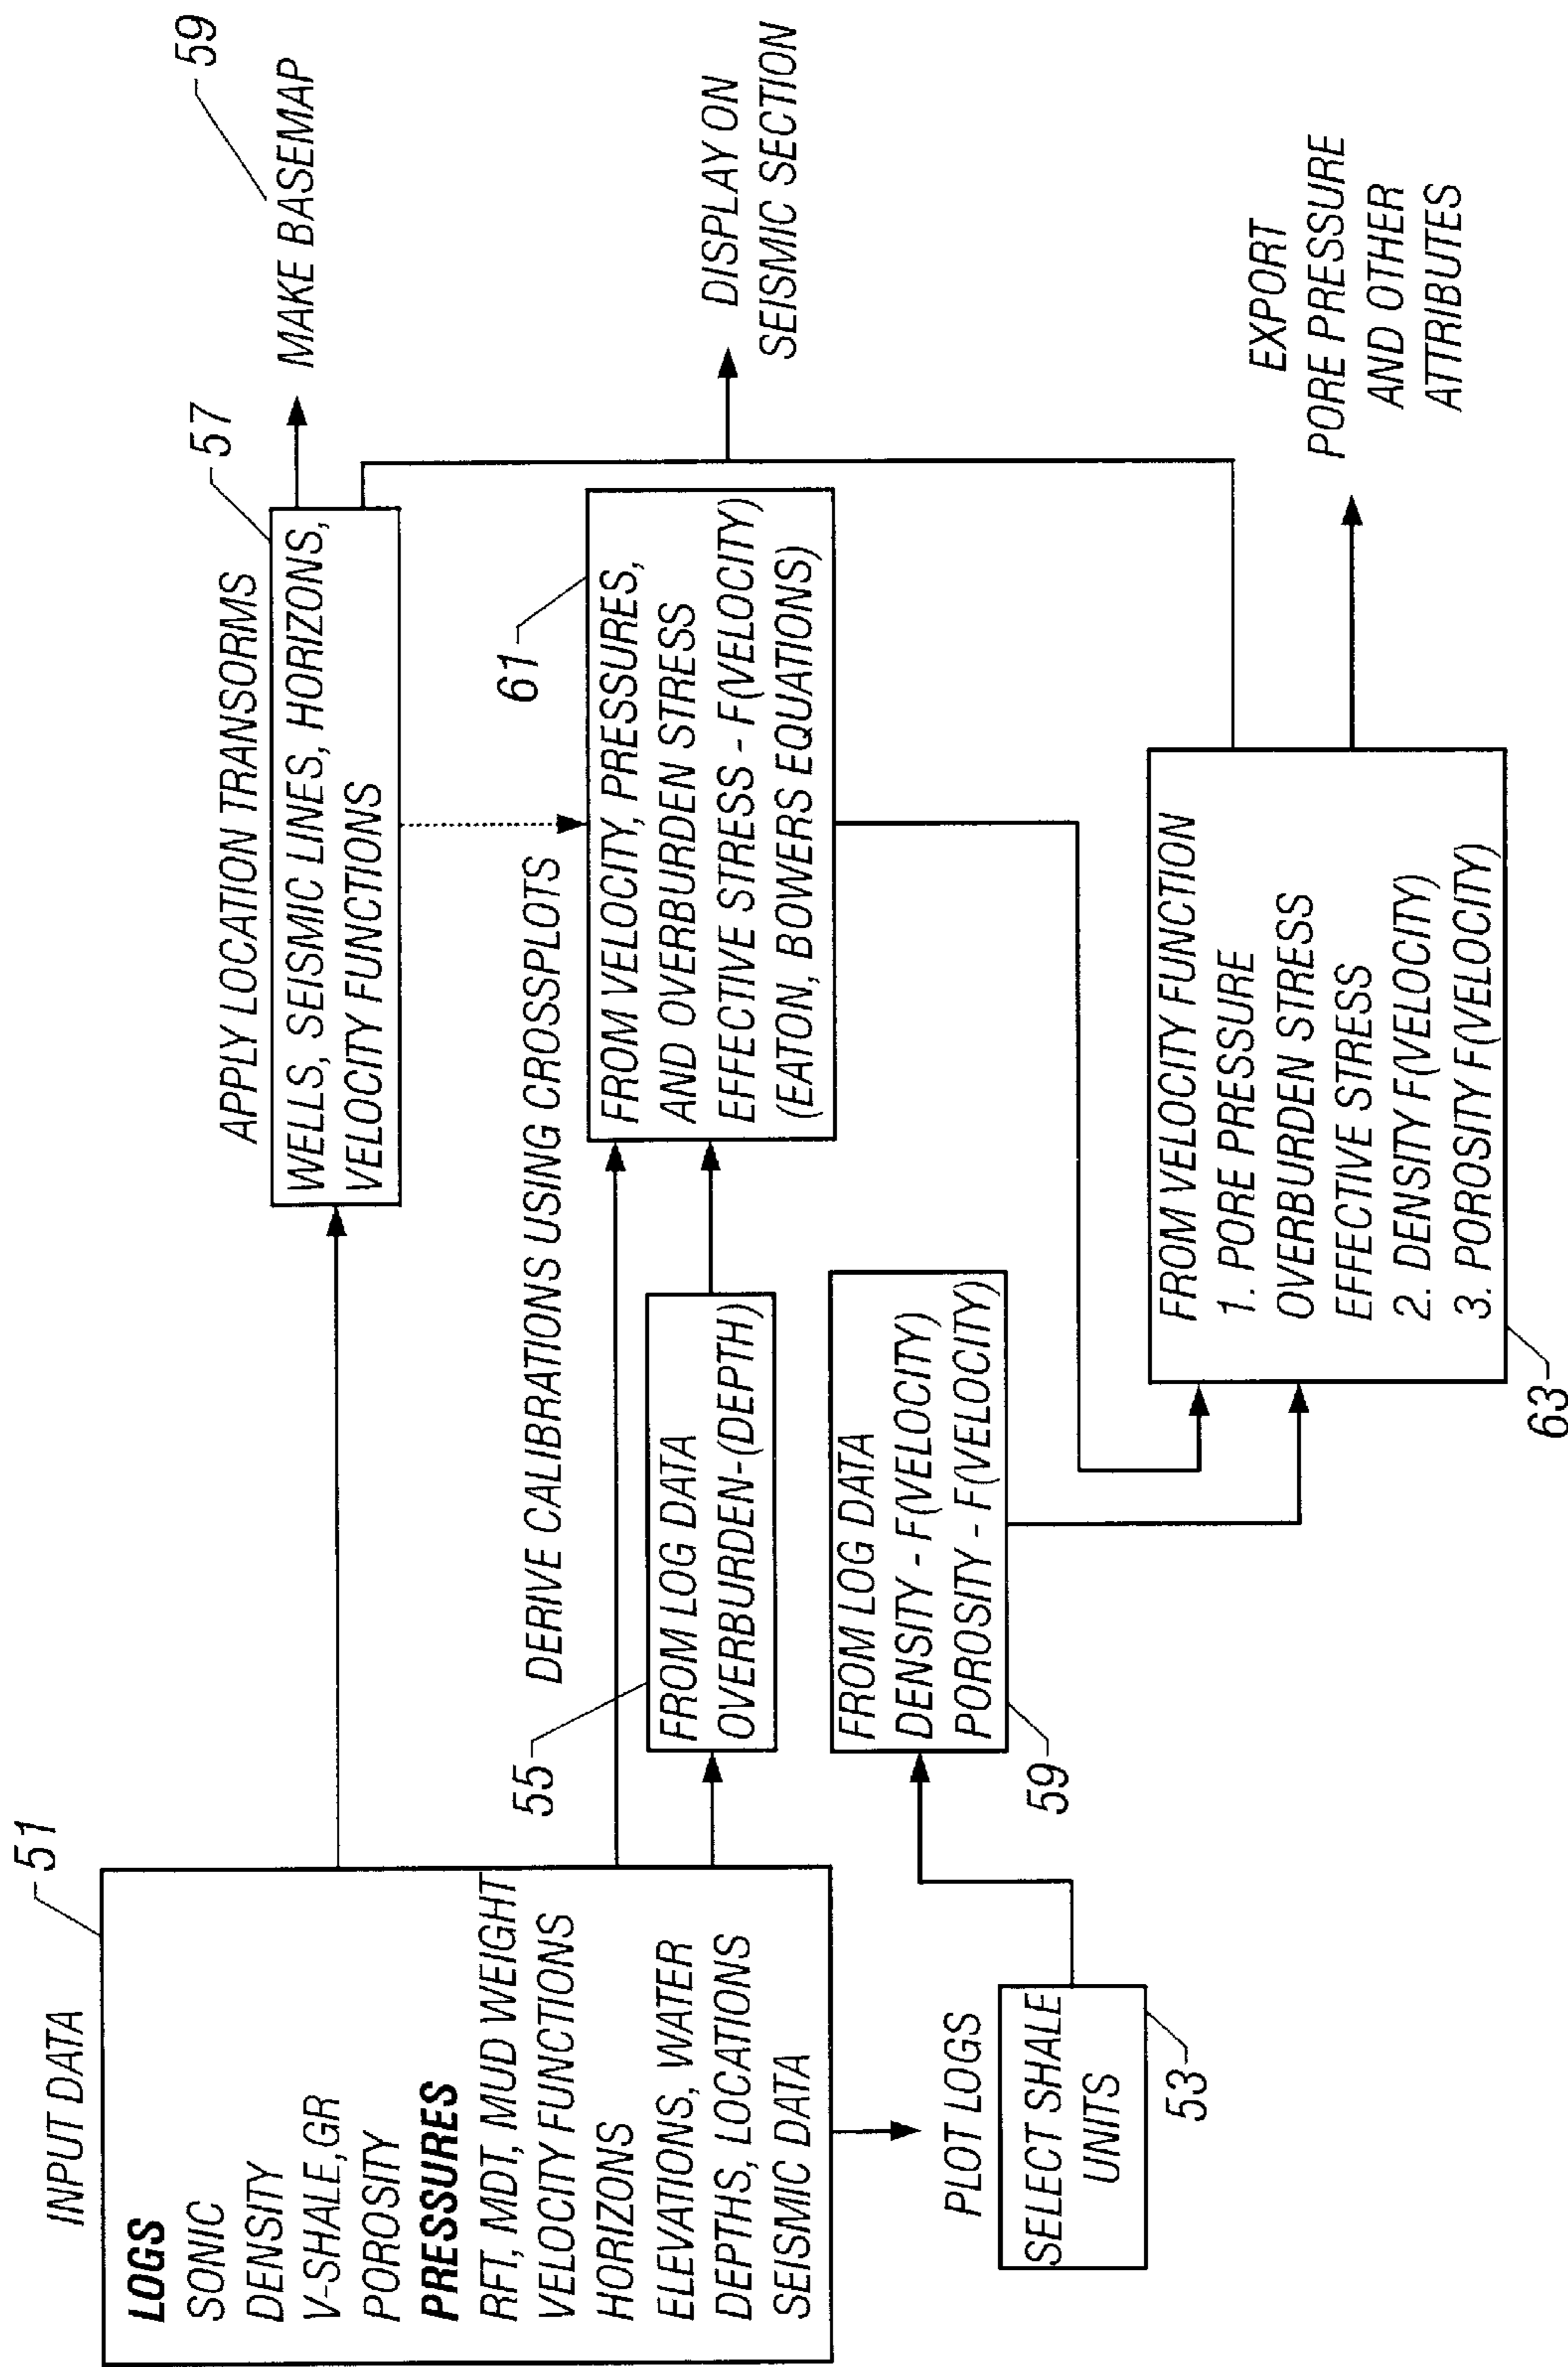 INPUT DATA
51
LOGS
SONIC
DENSITY
V-SHALE,GR
POROSITY
PRESSURES
RFT, MDT, MUD WEIGHT
VELOCITY FUNCTIONS
HORIZONS
ELEVATIONS, WATER
DEPTHS, LOCATIONS
SEISMIC DATA
PLOT LOGS
SELECT SHALE
UNITS
53
APPLY LOCATION TRANSORMS
57
WELLS, SEISMIC LINES, HORIZONS,
VELOCITY FUNCTIONS
59
MAKE BASEMAP
DERIVE CALIBRATIONS USING CROSSPLOTS
55
FROM LOG DATA
OVERBURDEN-(DEPTH)
61
FROM VELOCITY, PRESSURES,
AND OVERBURDEN STRESS
EFFECTIVE STRESS - F(VELOCITY)
(EATON, BOWERS EQUATIONS)
DISPLAY ON
SEISMIC SECTION
FROM LOG DATA
DENSITY - F(VELOCITY)
POROSITY - F(VELOCITY)
59
FROM VELOCITY FUNCTION
1. PORE PRESSURE
OVERBURDEN STRESS
EFFECTIVE STRESS
2. DENSITY F(VELOCITY)
3. POROSITY F(VELOCITY)
63
EXPORT
PORE PRESSURE
AND OTHER
ATTRIBUTES